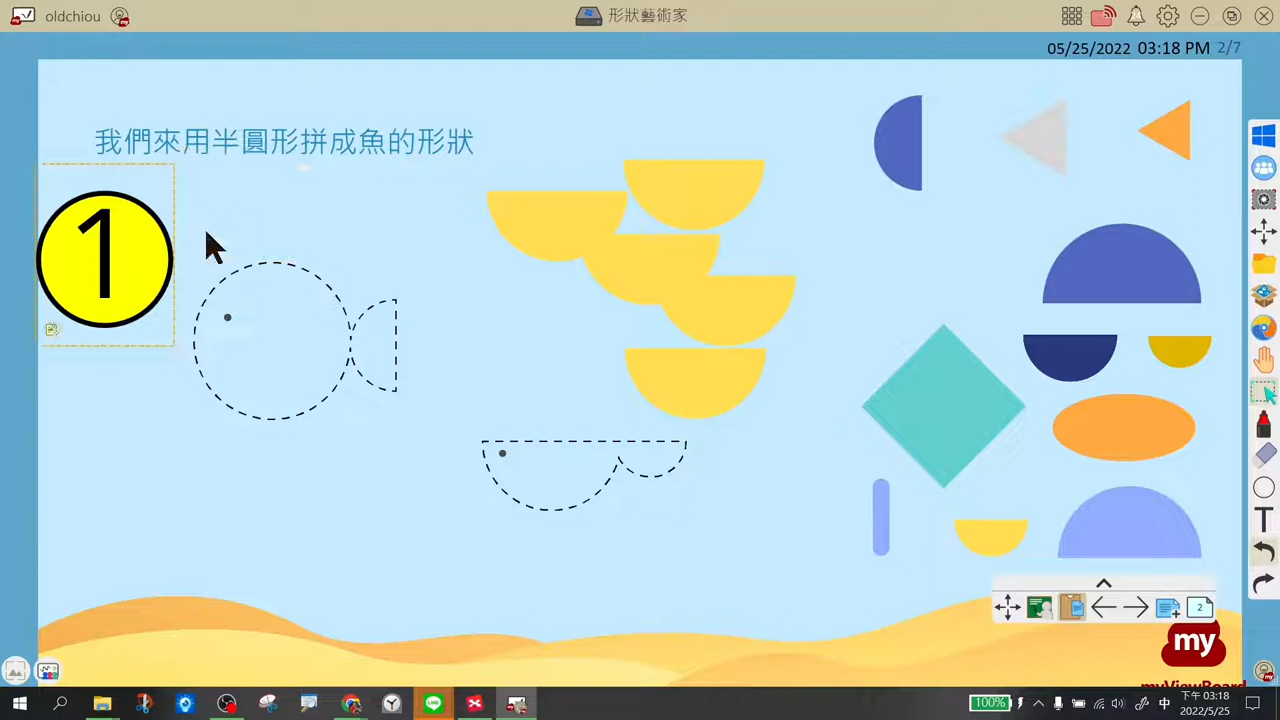 oldchiou
形狀藝術家
05/25/2022 03:18 PM 2/7
我們來用半圓形拼成魚的形狀
1
2
my
myViewBoard
100%
中
下午 03:18
2022/5/25